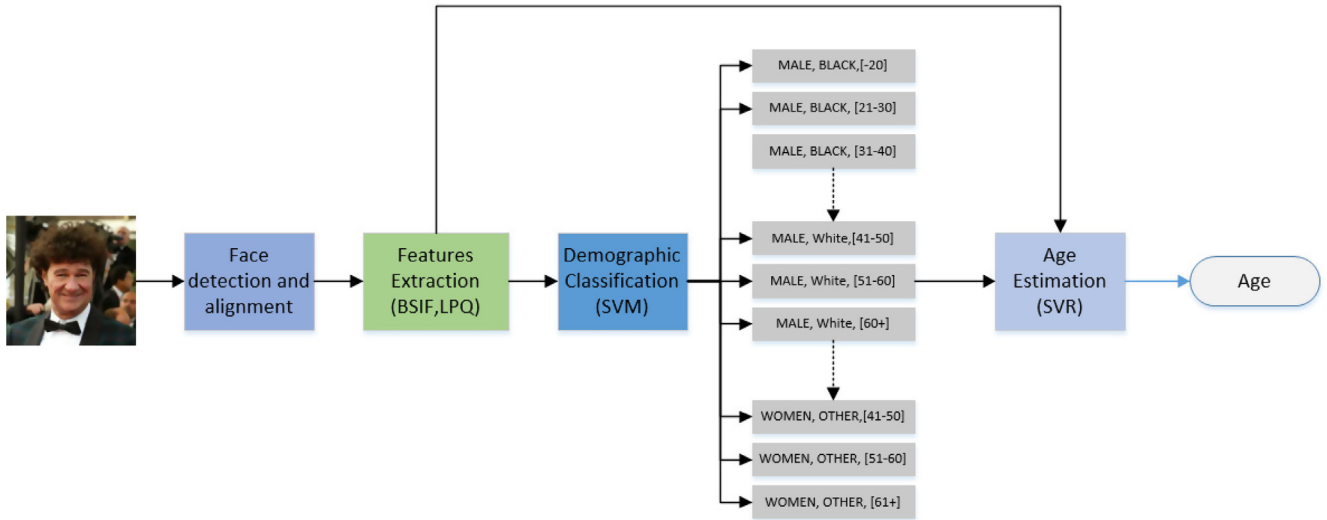 Face
detection and
alignment
Features
Extraction
(BSIF,LPQ)
Demographic
Classification
(SVM)
MALE, BLACK,[-20]
MALE, BLACK, [21-30]
MALE, BLACK, [31-40]
MALE, White,[41-50]
MALE, White, [51-60]
MALE, White, [60+]
WOMEN, OTHER,[41-50]
WOMEN, OTHER, [51-60]
WOMEN, OTHER, [61+]
Age
Estimation
(SVR)
Age